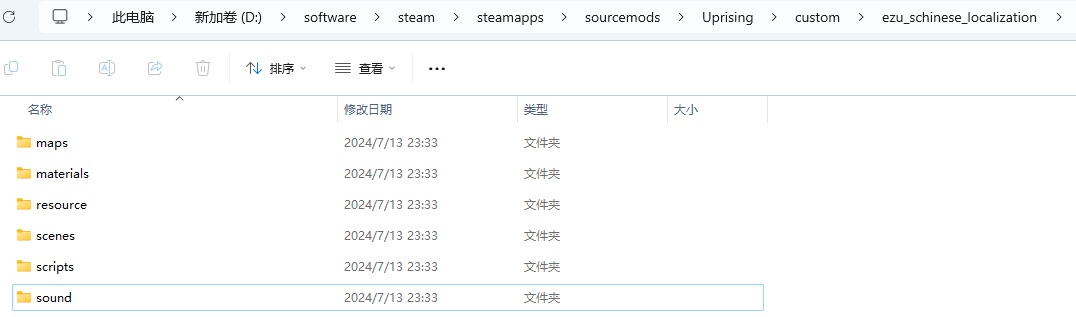 此电脑 > 新加卷 (D:) > software > steam > steamapps > sourcemods > Uprising > custom > ezu_schinese_localization >
排序 查看 ...
名称 修改日期 类型 大小
maps 2024/7/13 23:33 文件夹
materials 2024/7/13 23:33 文件夹
resource 2024/7/13 23:33 文件夹
scenes 2024/7/13 23:33 文件夹
scripts 2024/7/13 23:33 文件夹
sound 2024/7/13 23:33 文件夹